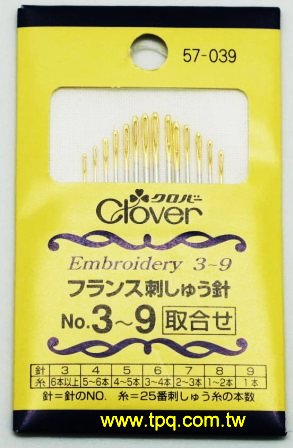 57-039
クロバー
Clover
Embroidery 3~9
フランス刺しゅう針
No.3~9 取合せ
針 3 4 5 6 7 8 9
糸 6本以上 5~6本 4~5本 3~4本 2~3本 1~2本 1本
針=針のNO. 糸=25番刺しゅう糸の本数
www.tpq.com.tw